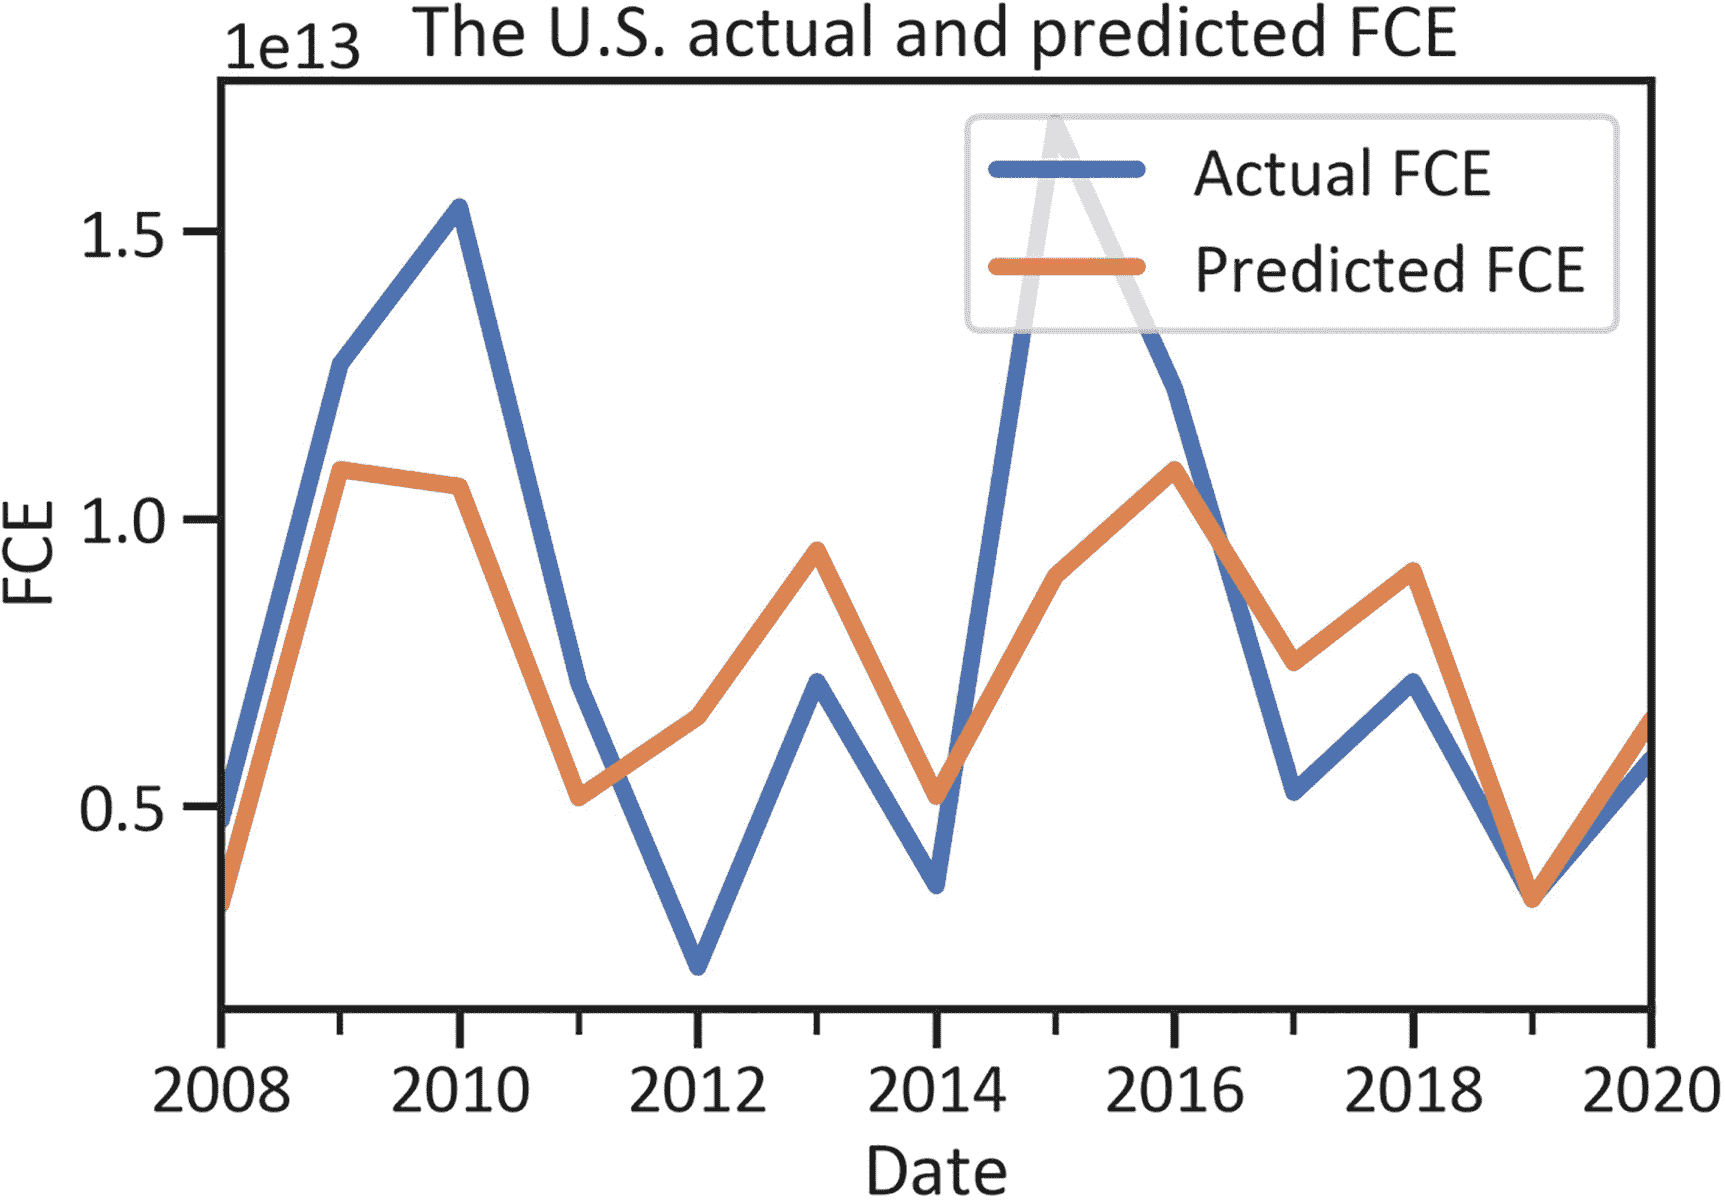 1e13
The U.S. actual and predicted FCE
Actual FCE
Predicted FCE
1.5
1.0
0.5
FCE
2008 2010 2012 2014 2016 2018 2020
Date